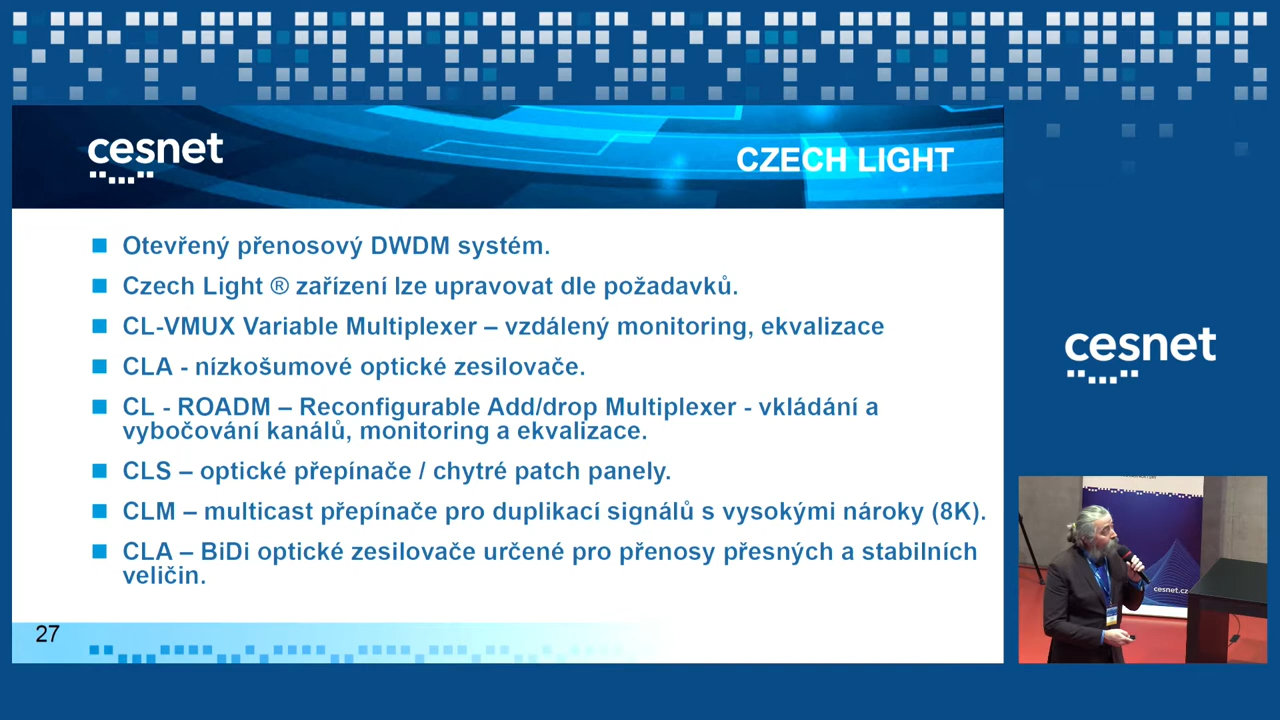 cesnet
CZECH LIGHT
Otevřený přenosový DWDM systém.
Czech Light ® zařízení lze upravovat dle požadavků.
CL-VMUX Variable Multiplexer – vzdálený monitoring, ekvalizace
CLA - nízkošumové optické zesilovače.
CL - ROADM – Reconfigurable Add/drop Multiplexer - vkládání a
vybočování kanálů, monitoring a ekvalizace.
CLS – optické přepínače / chytré patch panely.
CLM – multicast přepínače pro duplikací signálů s vysokými nároky (8K).
CLA – BiDi optické zesilovače určené pro přenosy přesných a stabilních
veličin.
27
cesnet
cesnet.cz